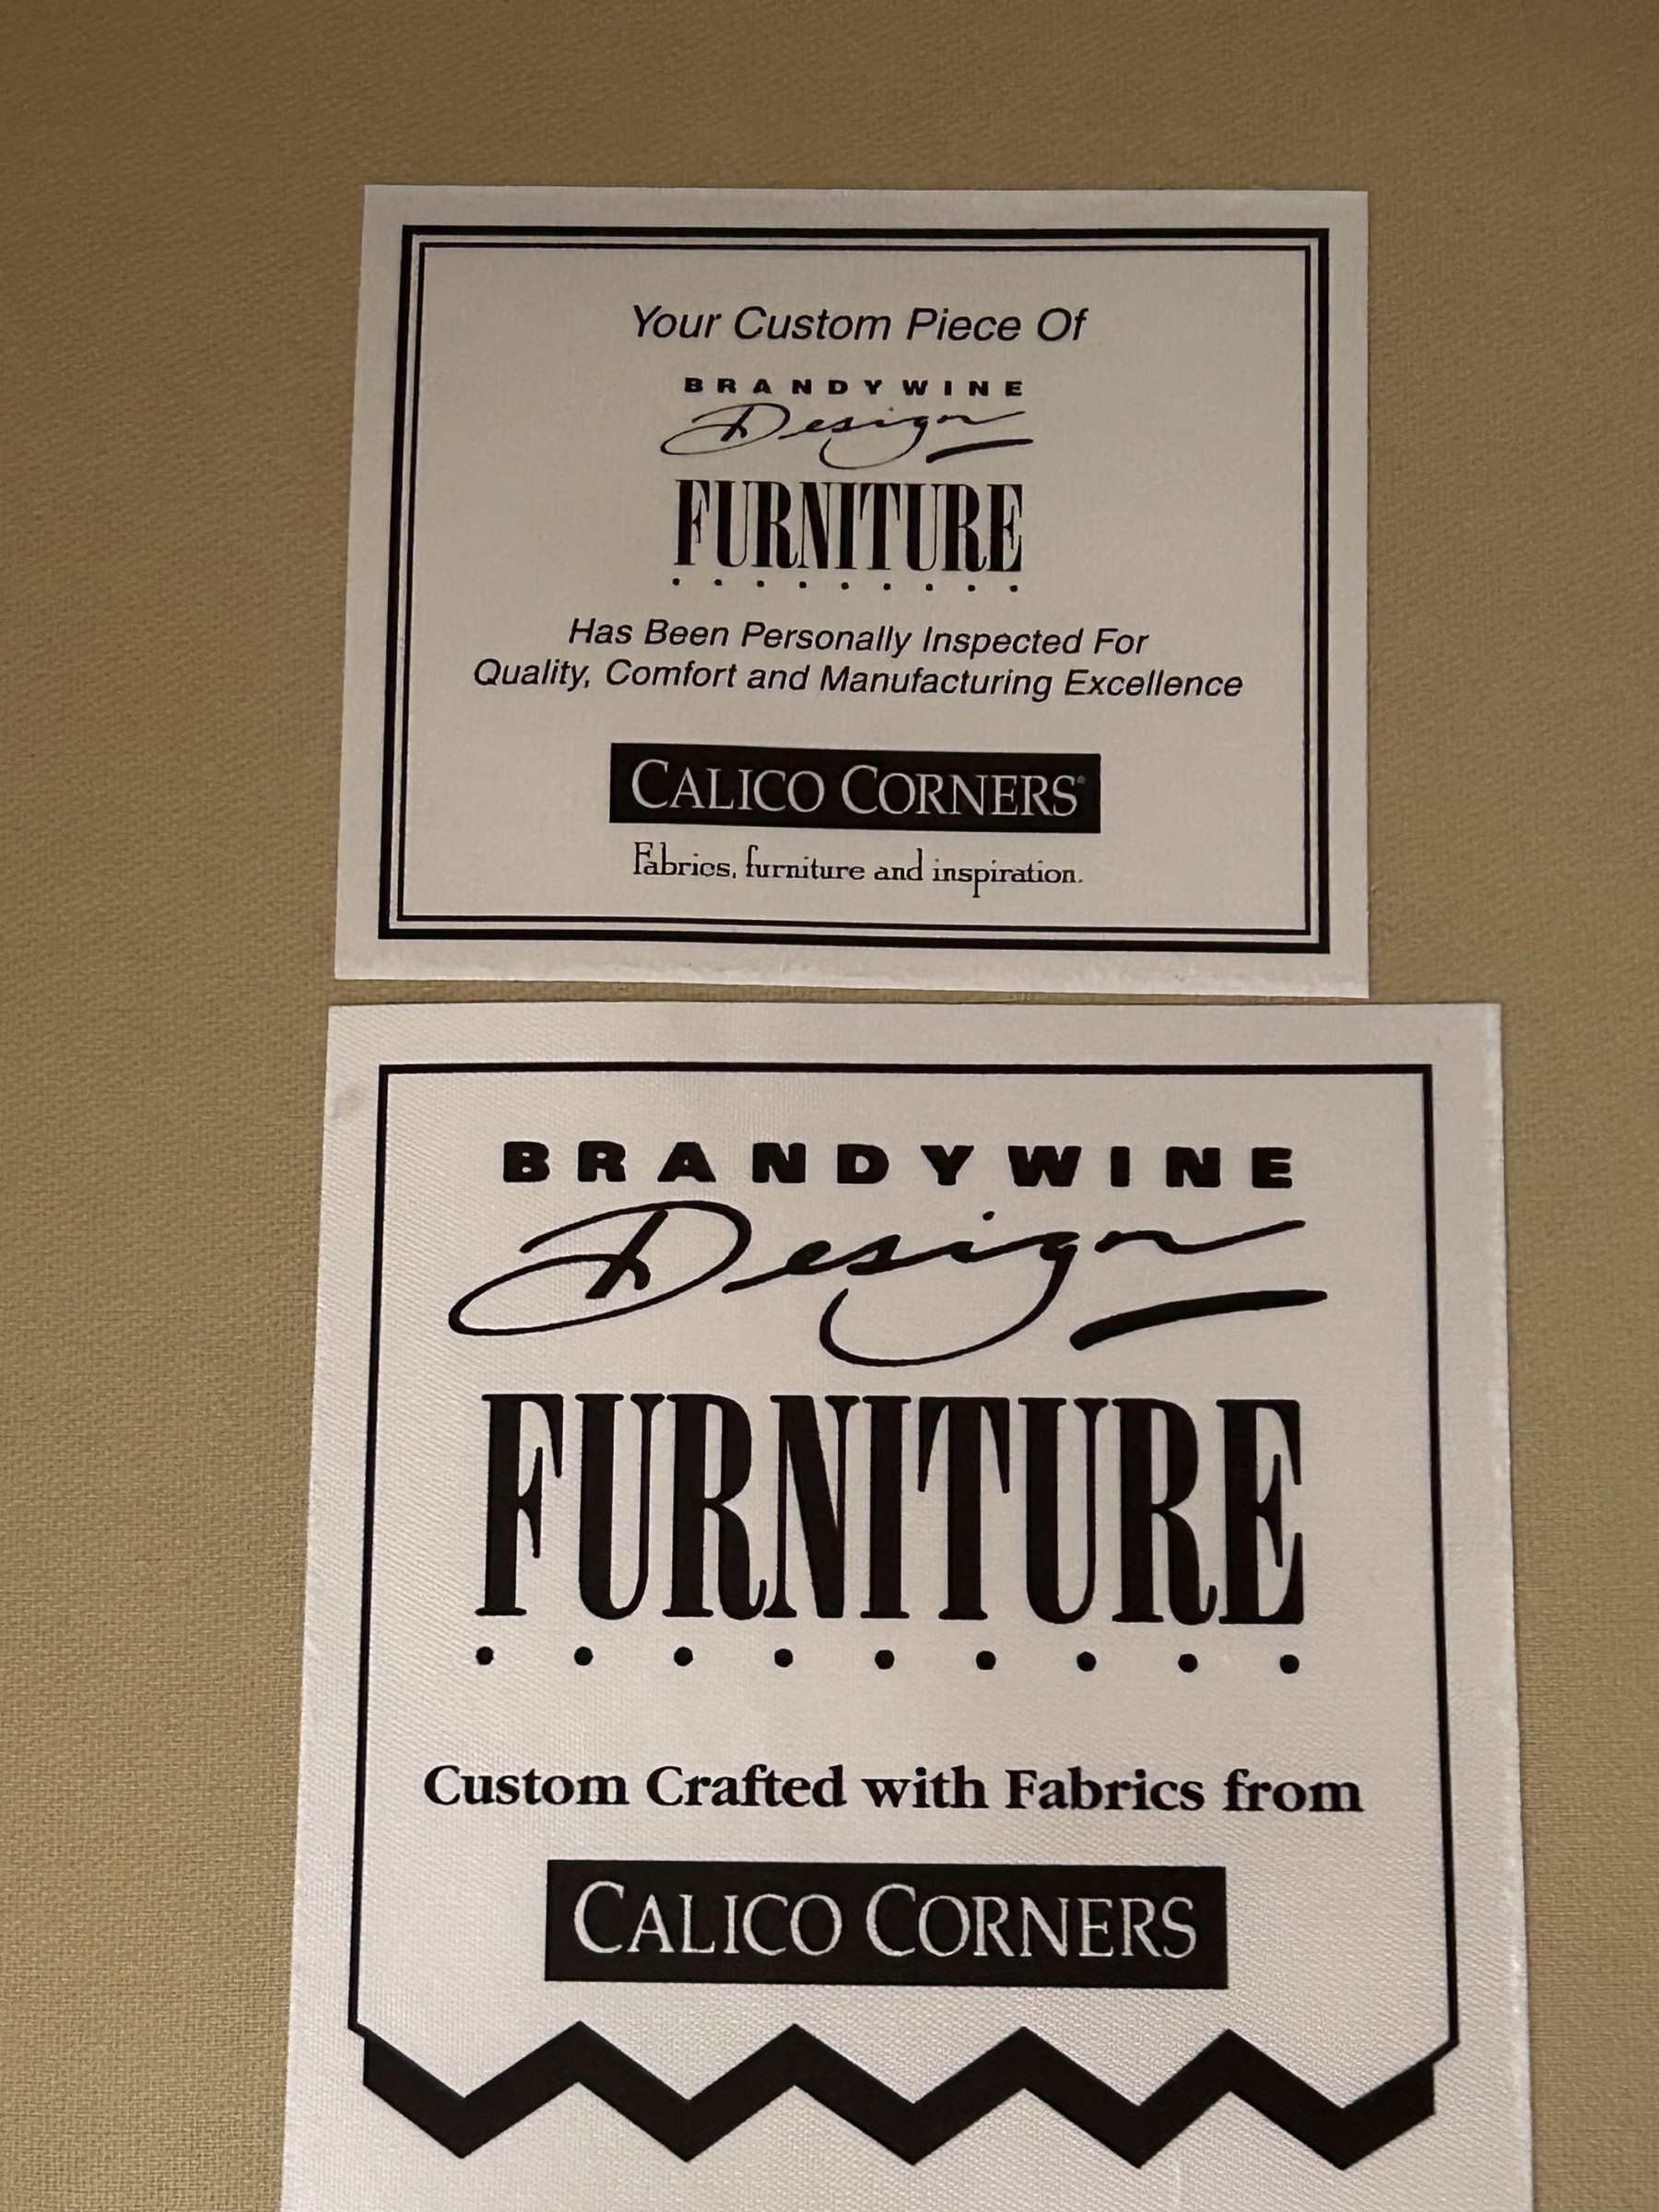 Your Custom Piece Of
BRANDYWINE
Design
FURNITURE
Has Been Personally Inspected For
Quality, Comfort and Manufacturing Excellence
CALICO CORNERS®
Fabrics, furniture and inspiration.
BRANDYWINE
Design
FURNITURE
Custom Crafted with Fabrics from
CALICO CORNERS